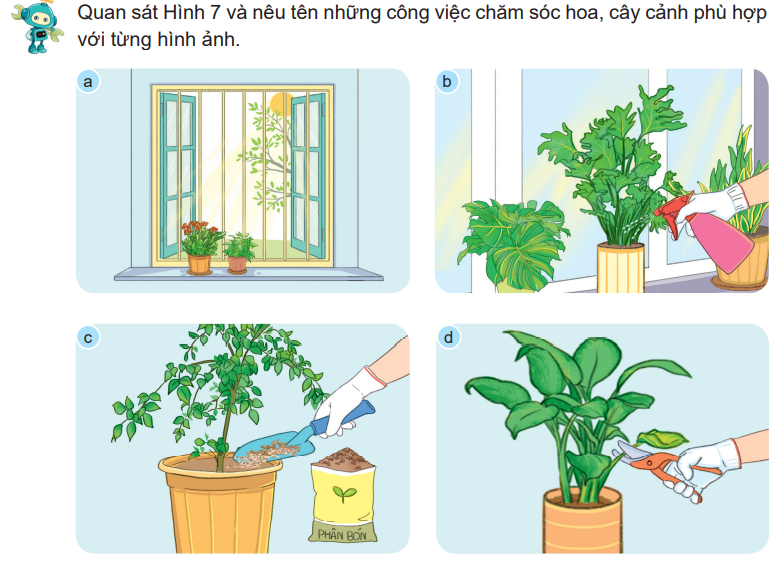 Quan sát Hình 7 và nêu tên những công việc chăm sóc hoa, cây cảnh phù hợp
với từng hình ảnh.
a
b
c
PHÂN BÓN
d